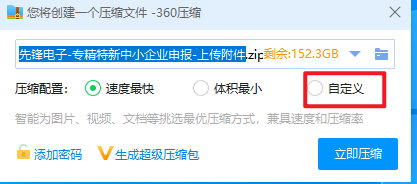 您将创建一个压缩文件 -360压缩
先锋电子-专精特新中小企业申报-上传附件.zip 剩余:152.3GB
压缩配置: 速度最快 体积最小 自定义
智能为图片、视频、文档等挑选最优压缩方式，兼具速度和压缩率
添加密码 生成超级压缩包 立即压缩